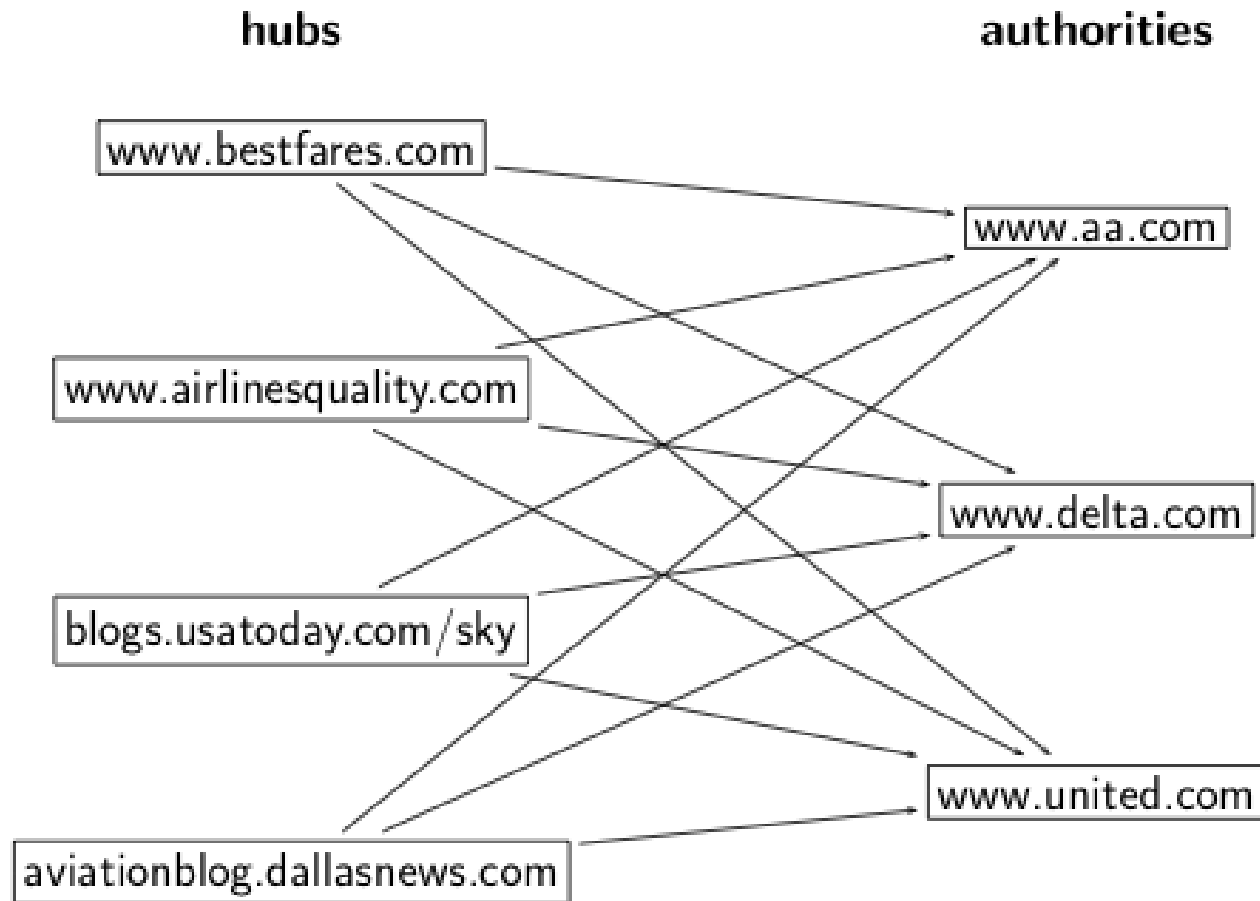 hubs
authorities
www.bestfares.com
www.aa.com
www.airlinesquality.com
www.delta.com
blogs.usatoday.com/sky
www.united.com
aviationblog.dallasnews.com